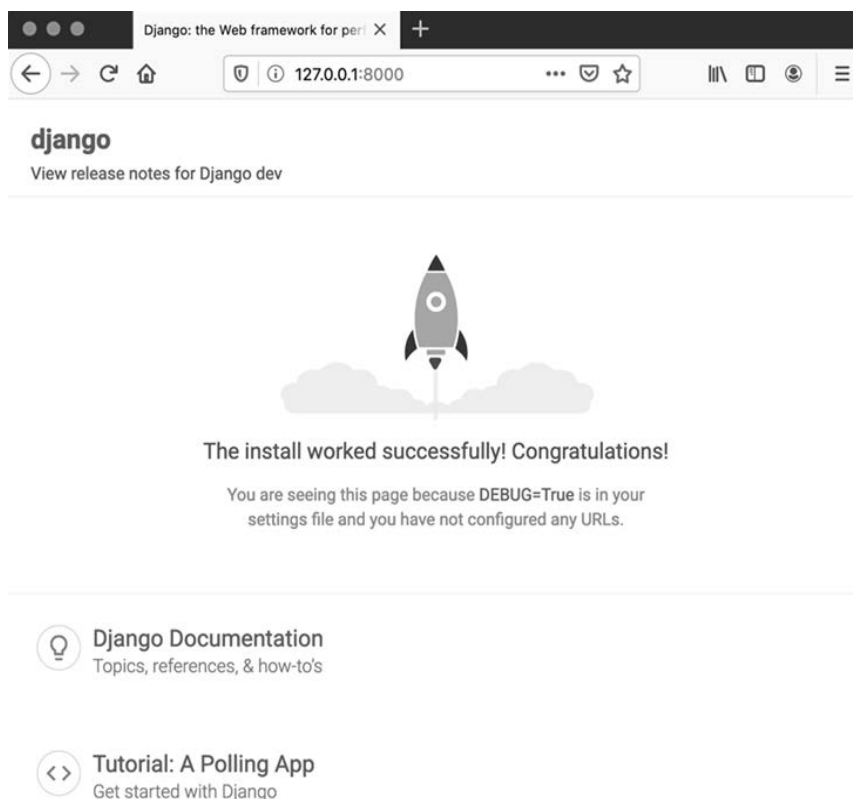 Django: the Web framework for per
127.0.0.1:8000
django
View release notes for Django dev
The install worked successfully! Congratulations!
You are seeing this page because DEBUG=True is in your
settings file and you have not configured any URLs.
Django Documentation
Topics, references, & how-to's
Tutorial: A Polling App
Get started with Django